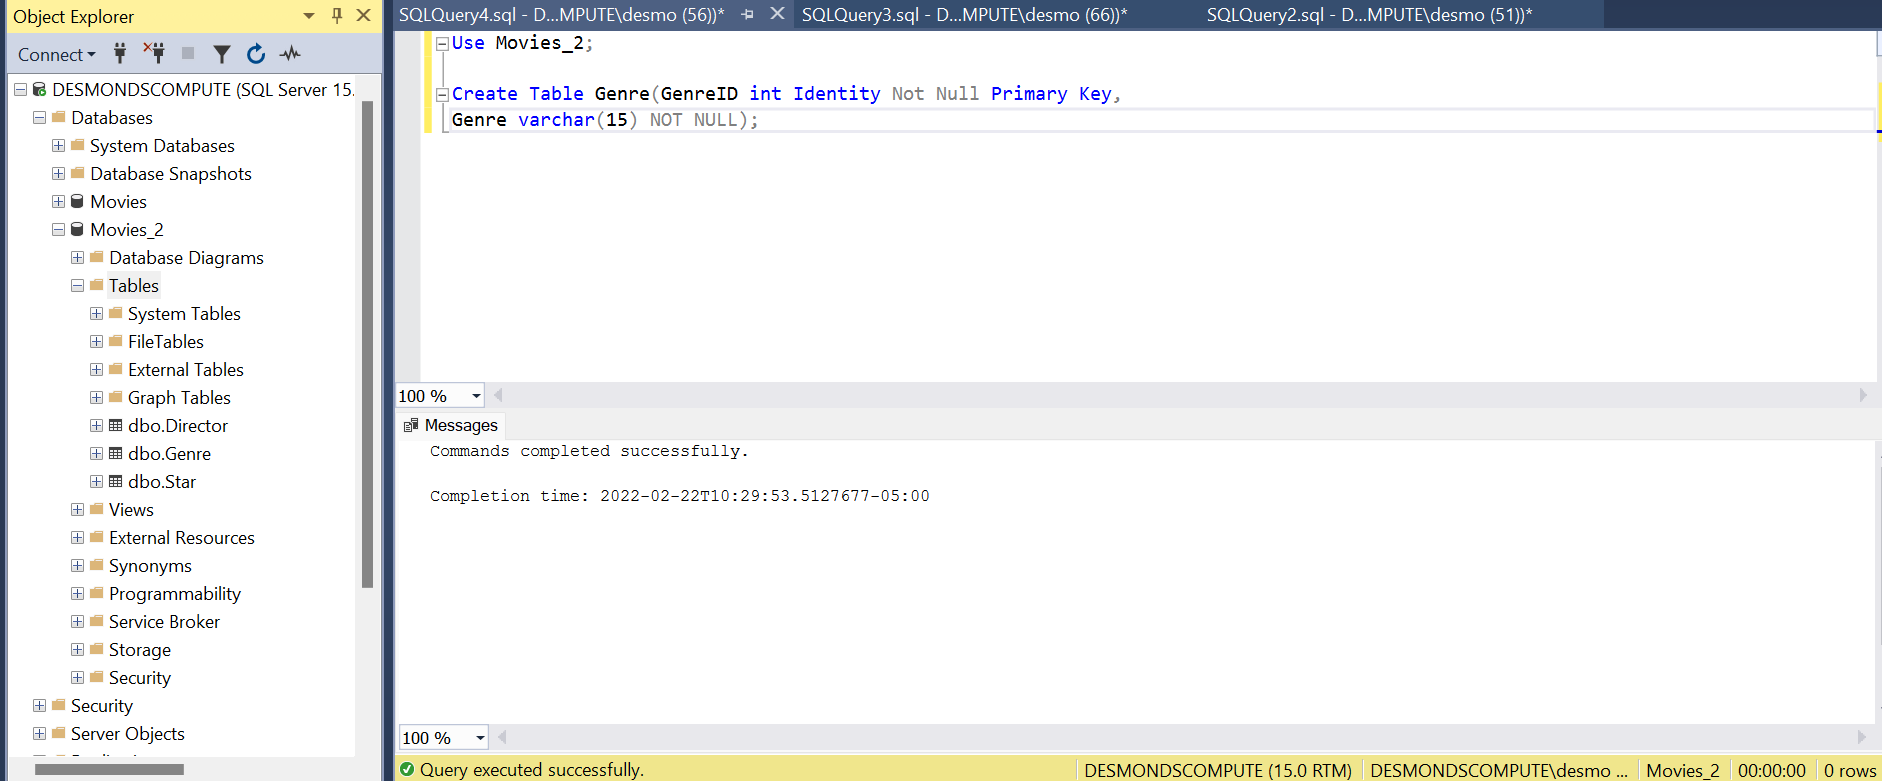 Object Explorer
Connect
DESMONDSCOMPUTE (SQL Server 15.
Databases
System Databases
Database Snapshots
Movies
Movies_2
Database Diagrams
Tables
System Tables
FileTables
External Tables
Graph Tables
dbo.Director
dbo.Genre
dbo.Star
Views
External Resources
Synonyms
Programmability
Service Broker
Storage
Security
Security
Server Objects
SQLQuery4.sql - D...MPUTE\desmo (56))* SQLQuery3.sql - D...MPUTE\desmo (66))* SQLQuery2.sql - D...MPUTE\desmo (51))*
Use Movies_2;
Create Table Genre(GenreID int Identity Not Null Primary Key,
Genre varchar(15) NOT NULL);
100 %
Messages
Commands completed successfully.
Completion time: 2022-02-22T10:29:53.5127677-05:00
100 %
Query executed successfully. DESMONDSCOMPUTE (15.0 RTM) DESMONDSCOMPUTE\desmo ... Movies_2 00:00:00 0 rows